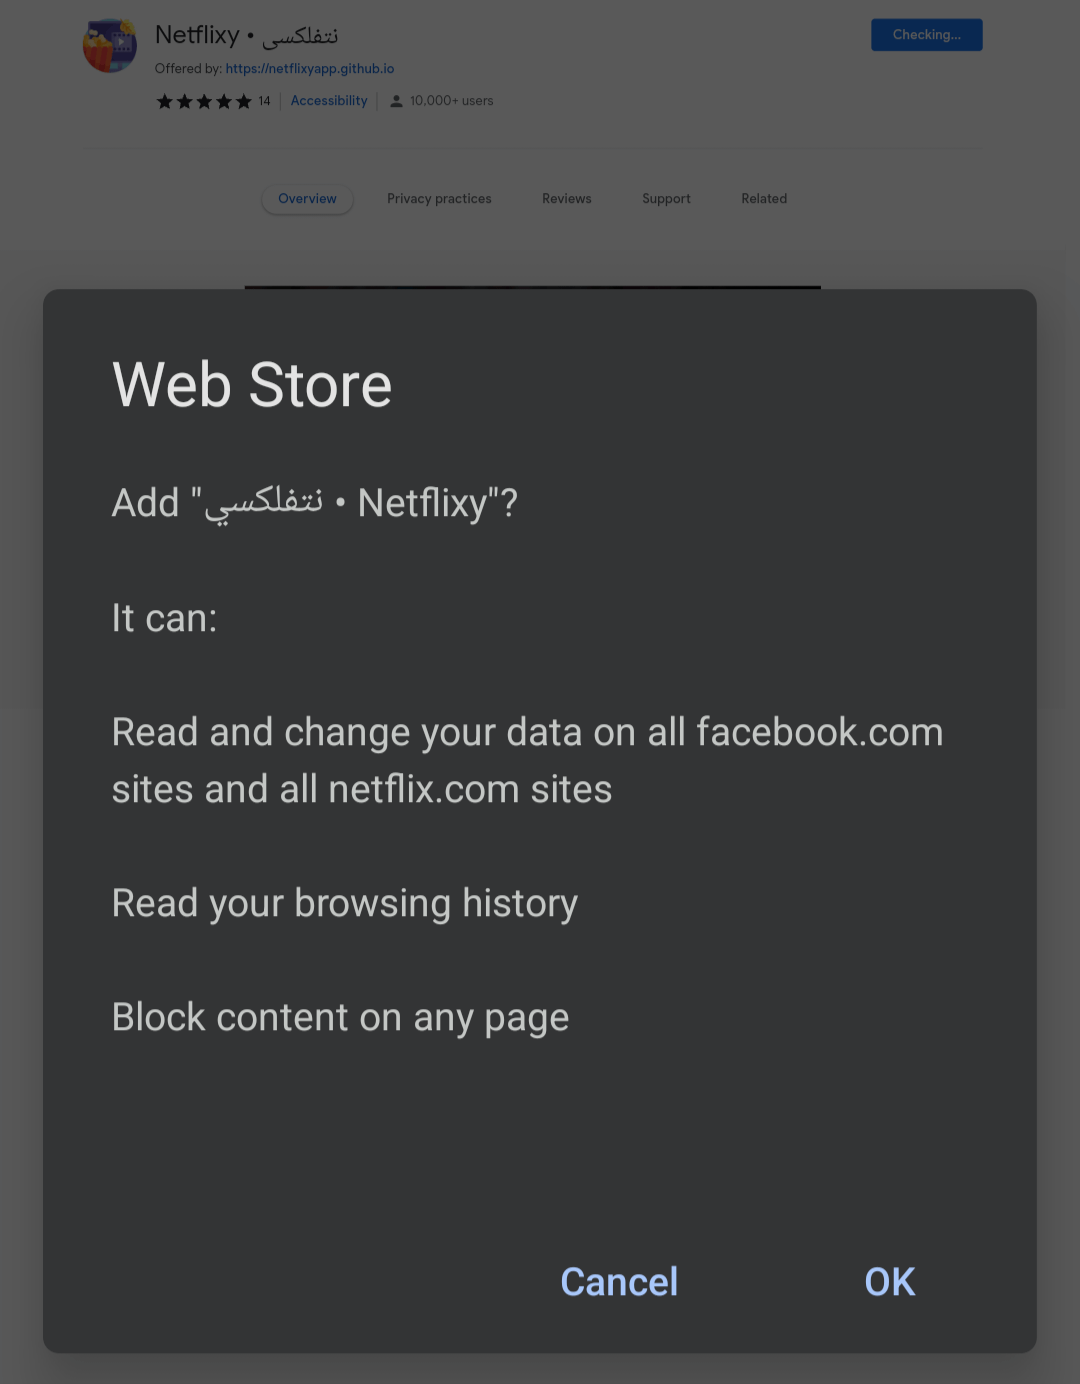 Netflixy • نتفلكسى
Checking...
Offered by: https://netflixyapp.github.io
14 Accessibility 10,000+ users
Overview Privacy practices Reviews Support Related
Web Store
Add "نتفلكسي • Netflixy"?
It can:
Read and change your data on all facebook.com
sites and all netflix.com sites
Read your browsing history
Block content on any page
Cancel OK